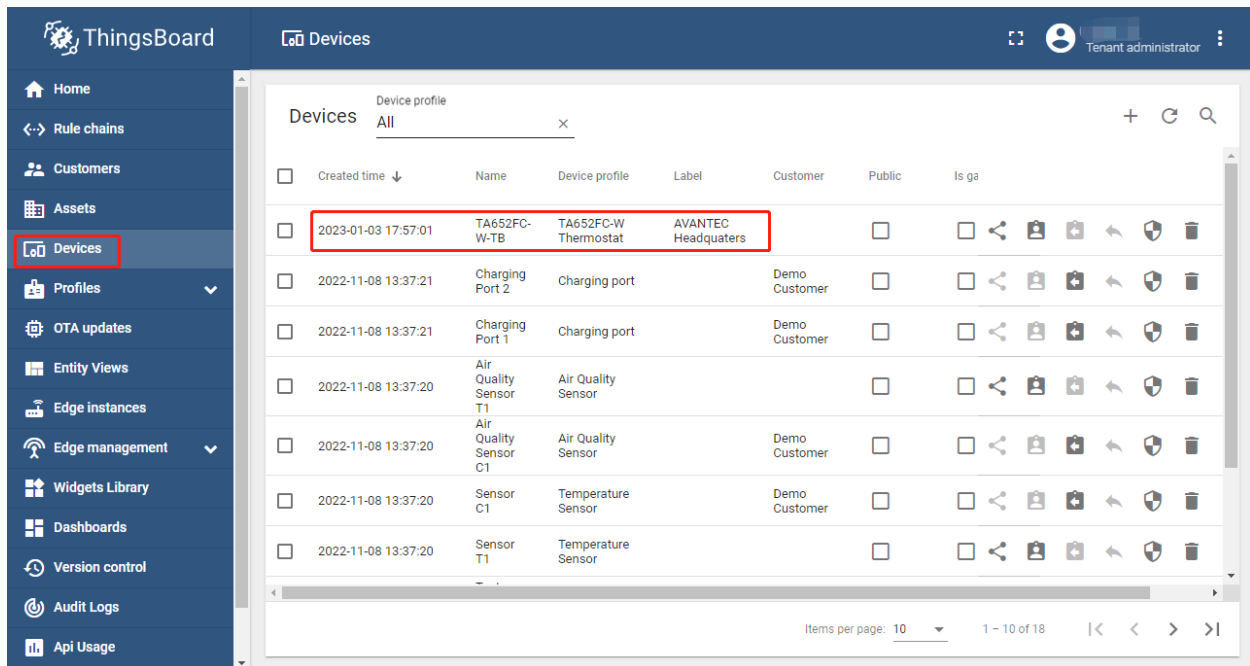 ThingsBoard
Devices
Tenant administrator
Home
Rule chains
Customers
Assets
Devices
Profiles
OTA updates
Entity Views
Edge instances
Edge management
Widgets Library
Dashboards
Version control
Audit Logs
Api Usage
Devices
Device profile
All
Created time Name Device profile Label Customer Public Is ga
2023-01-03 17:57:01 TA652FC- TA652FC-W AVANTEC
W-TB Thermostat Headquaters
2022-11-08 13:37:21 Charging Charging port Demo
Port 2 Customer
2022-11-08 13:37:21 Charging Charging port Demo
Port 1 Customer
2022-11-08 13:37:20 Air
Quality Air Quality
Sensor Sensor
T1
2022-11-08 13:37:20 Air
Quality Air Quality Demo
Sensor Sensor Customer
C1
2022-11-08 13:37:20 Sensor Temperature Demo
C1 Sensor Customer
2022-11-08 13:37:20 Sensor Temperature
T1 Sensor
Items per page: 10 1 – 10 of 18